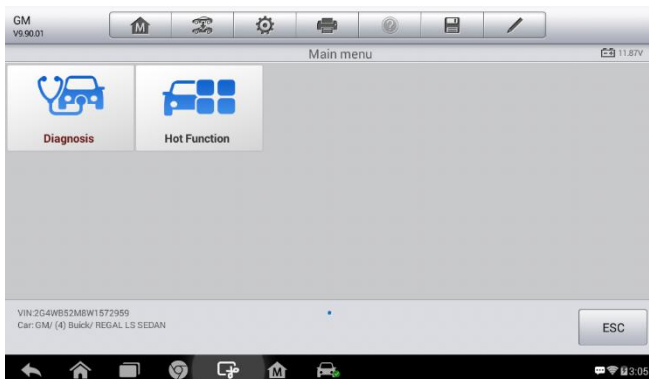 GM
V9.90.01
Main menu
11.87V
Diagnosis
Hot Function
VIN:2G4WB52M8W1572959
Car: GM/ (4) Buick/ REGAL LS SEDAN
ESC
3:05